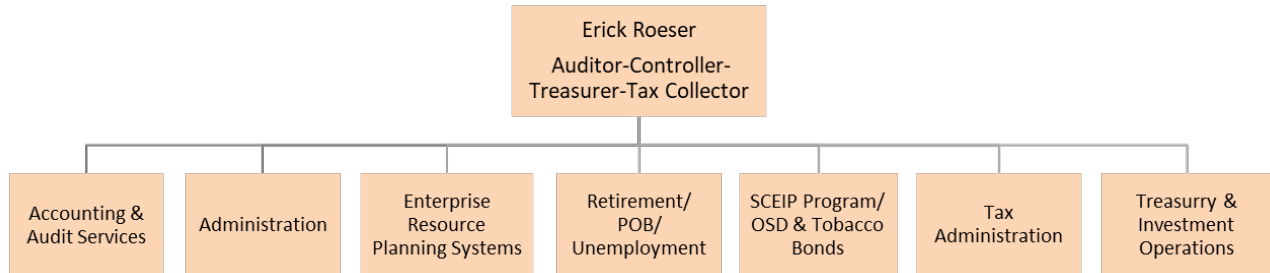 Erick Roeser
Auditor-Controller-
Treasurer-Tax Collector
Accounting &
Audit Services
Administration
Enterprise
Resource
Planning Systems
Retirement/
POB/
Unemployment
SCEIP Program/
OSD & Tobacco
Bonds
Tax
Administration
Treasurry &
Investment
Operations